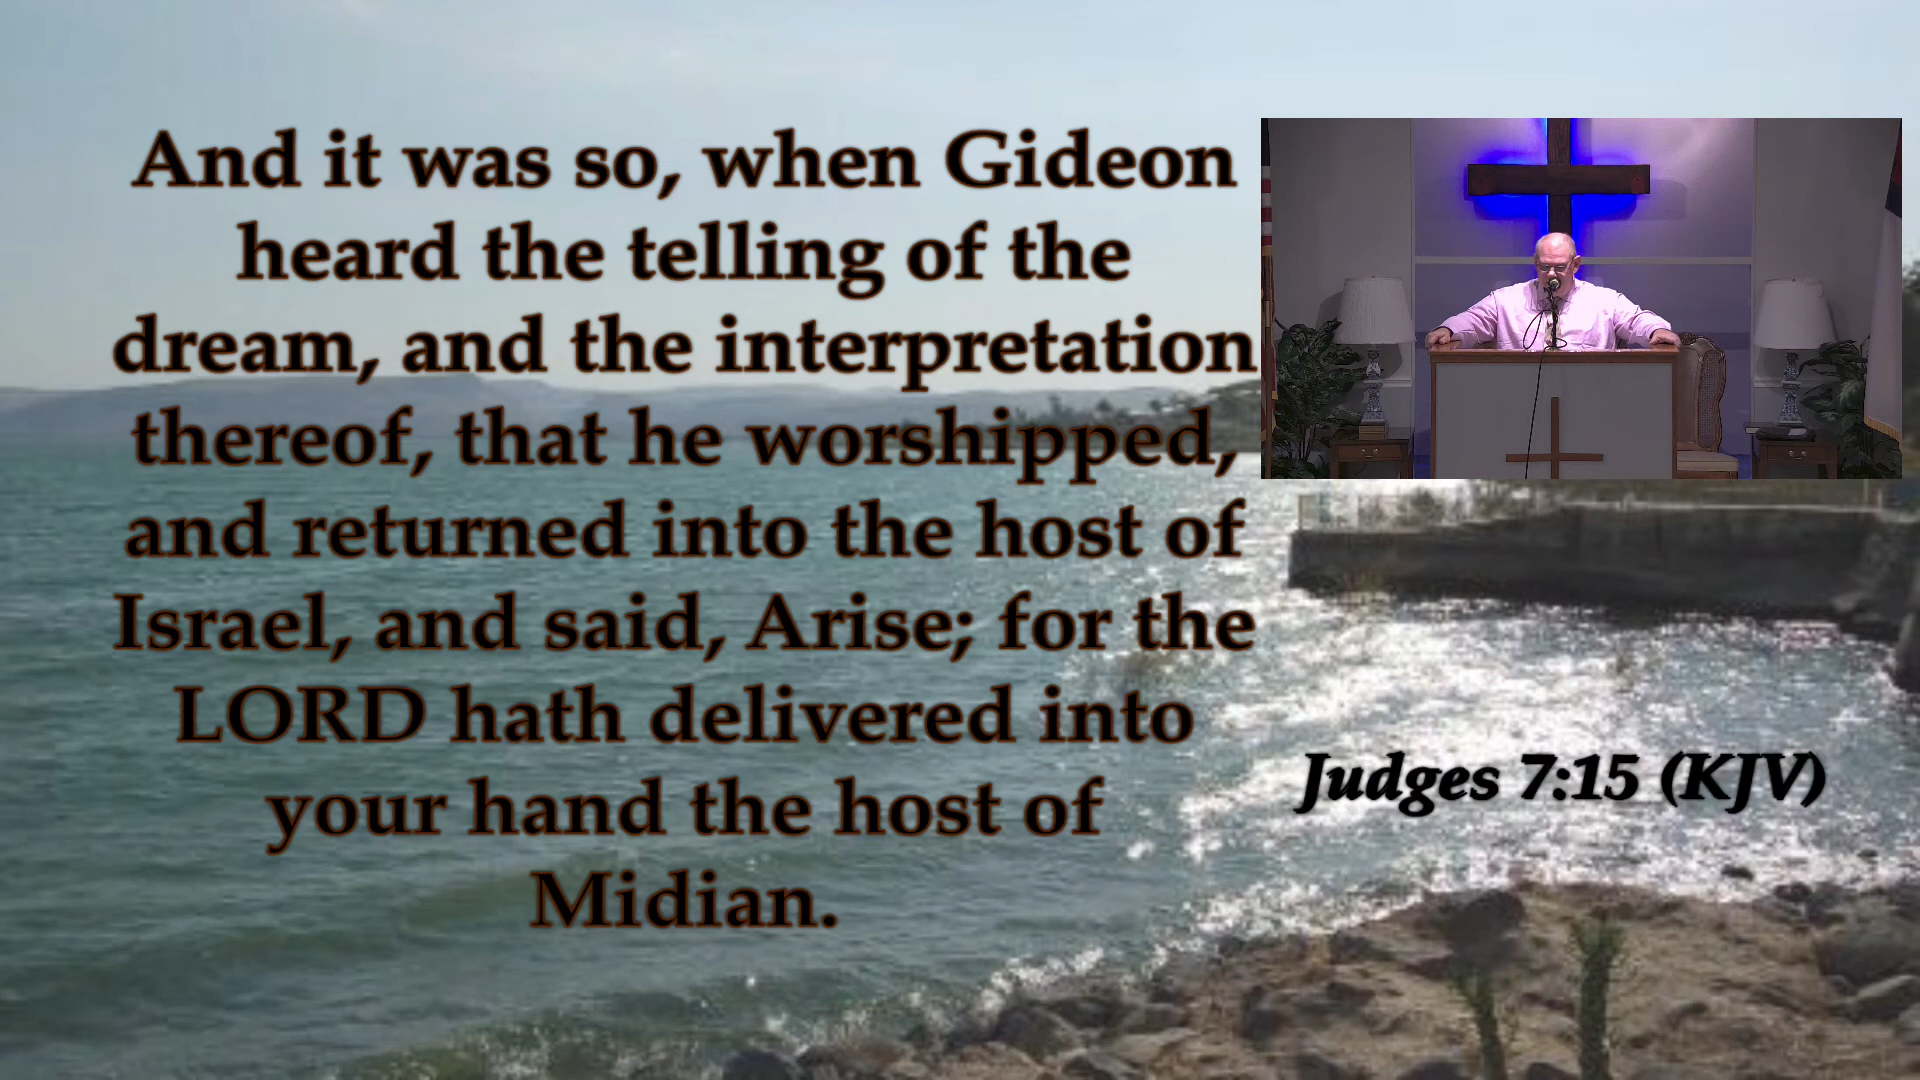 And it was so, when Gideon
heard the telling of the
dream, and the interpretation
thereof, that he worshipped,
and returned into the host of
Israel, and said, Arise; for the
LORD hath delivered into
your hand the host of
Midian.
Judges 7:15 (KJV)